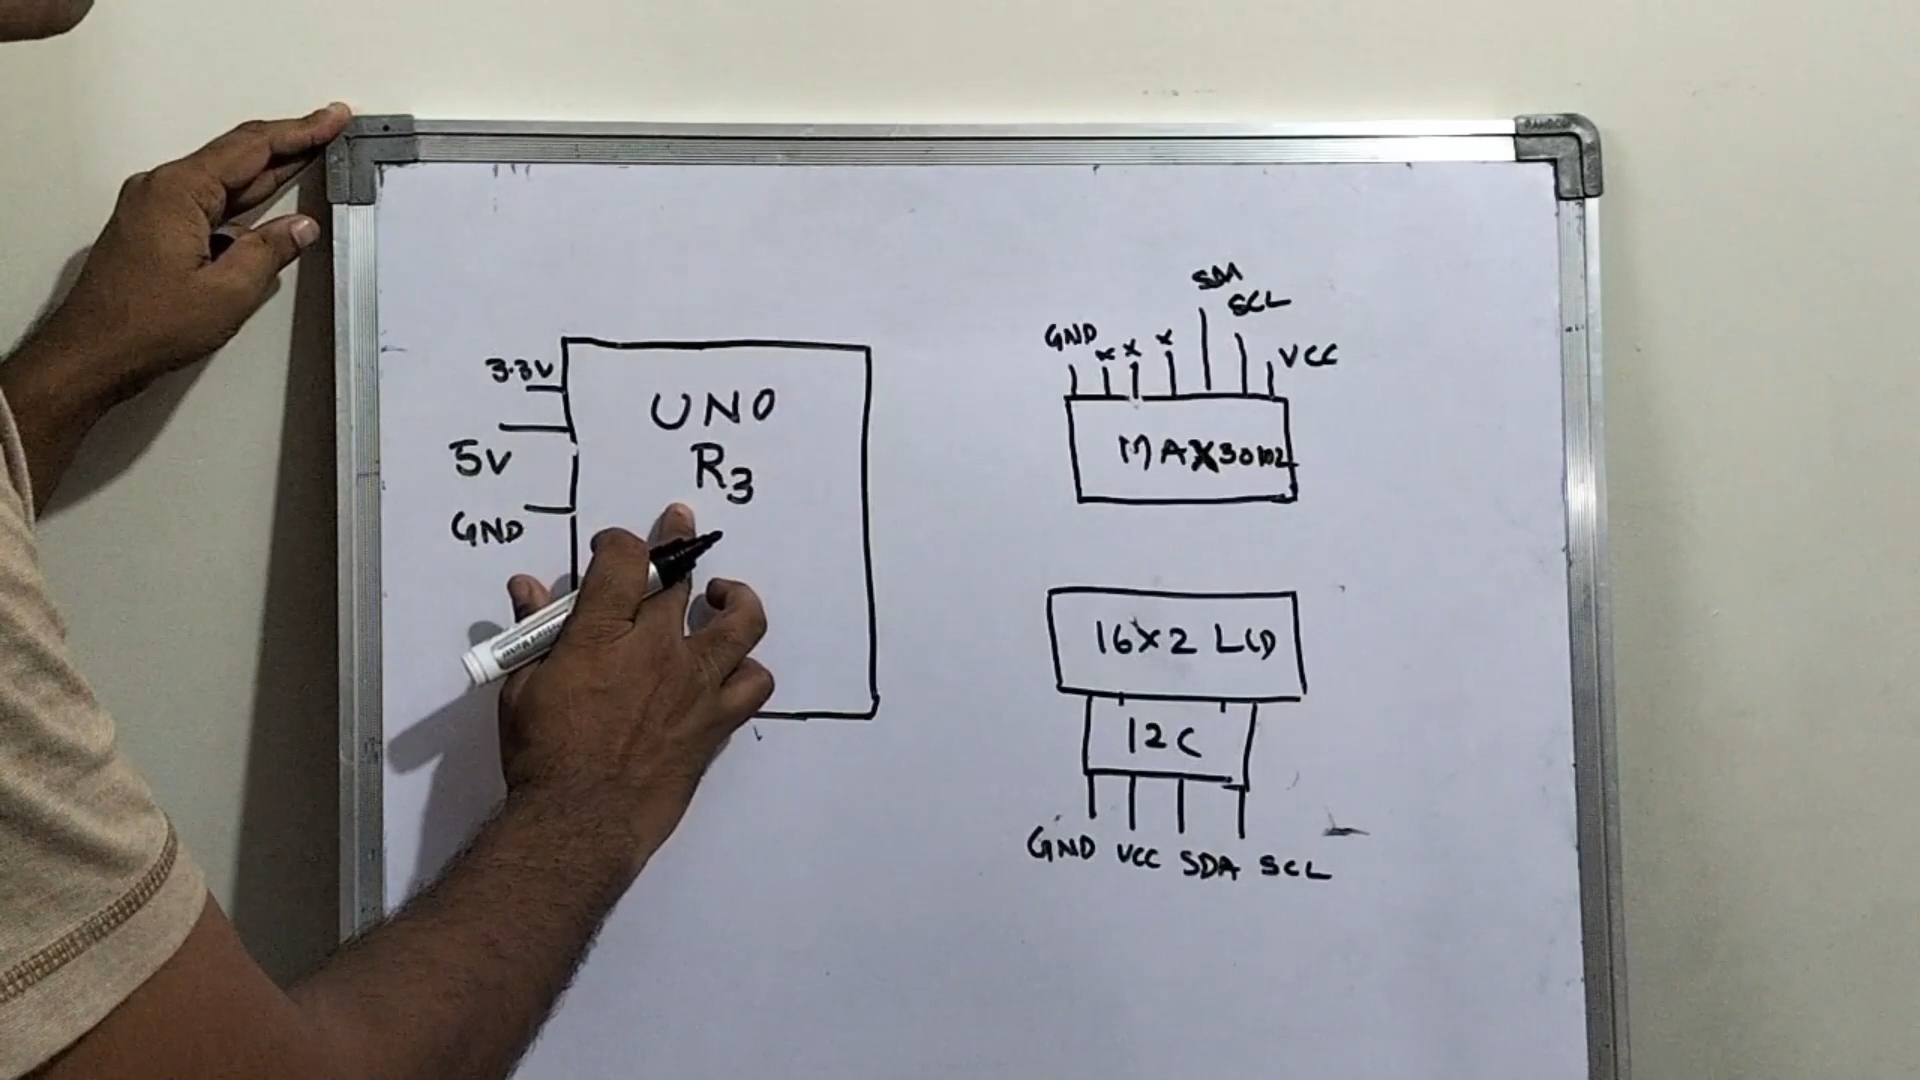 3.3V
5V
GND
UNO
R3
SDA
SCL
GND
x x x
VCC
MAX30102
16X2 LCD
I2C
GND VCC SDA SCL